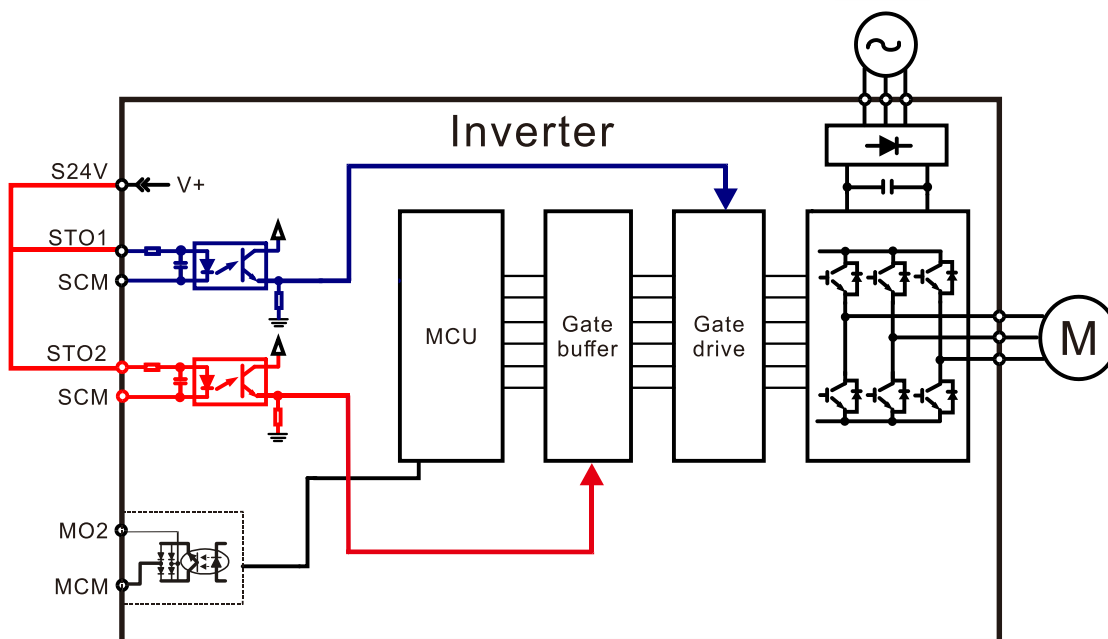 Inverter
S24V
V+
STO1
SCM
STO2
SCM
MCU
Gate
buffer
Gate
drive
M
MO2
MCM